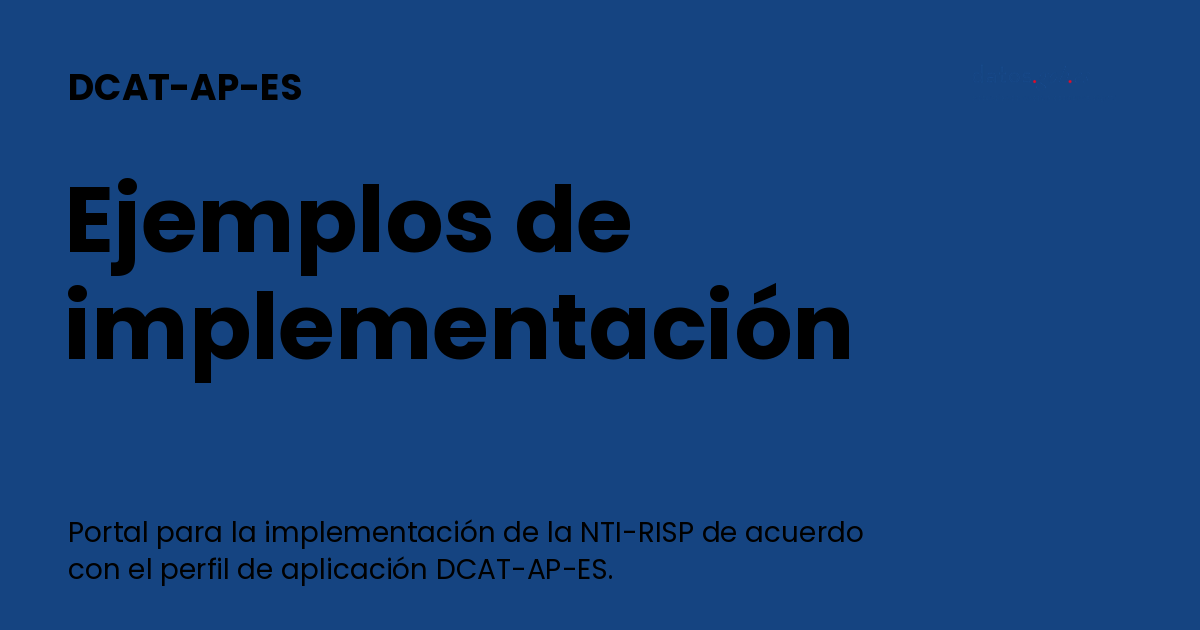 DCAT-AP-ES
Ejemplos de
implementación
Portal para la implementación de la NTI-RISP de acuerdo
con el perfil de aplicación DCAT-AP-ES.